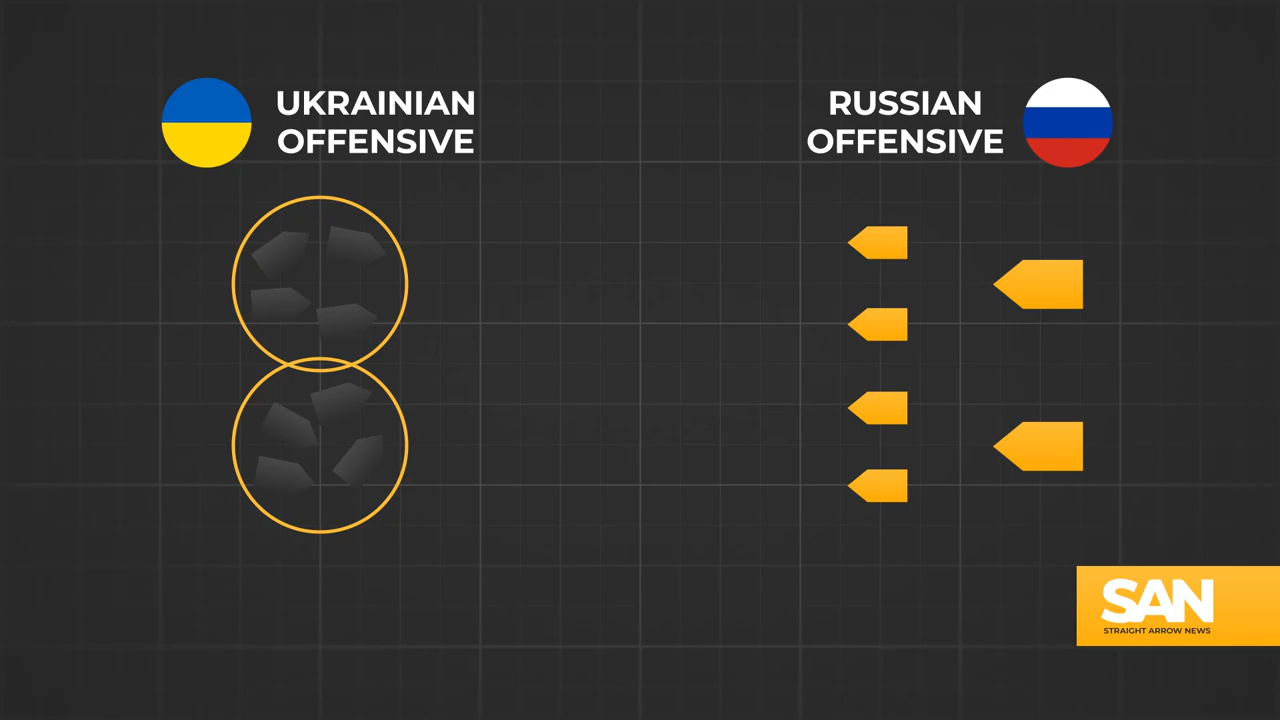 UKRAINIAN
OFFENSIVE
RUSSIAN
OFFENSIVE
SAN
STRAIGHT ARROW NEWS